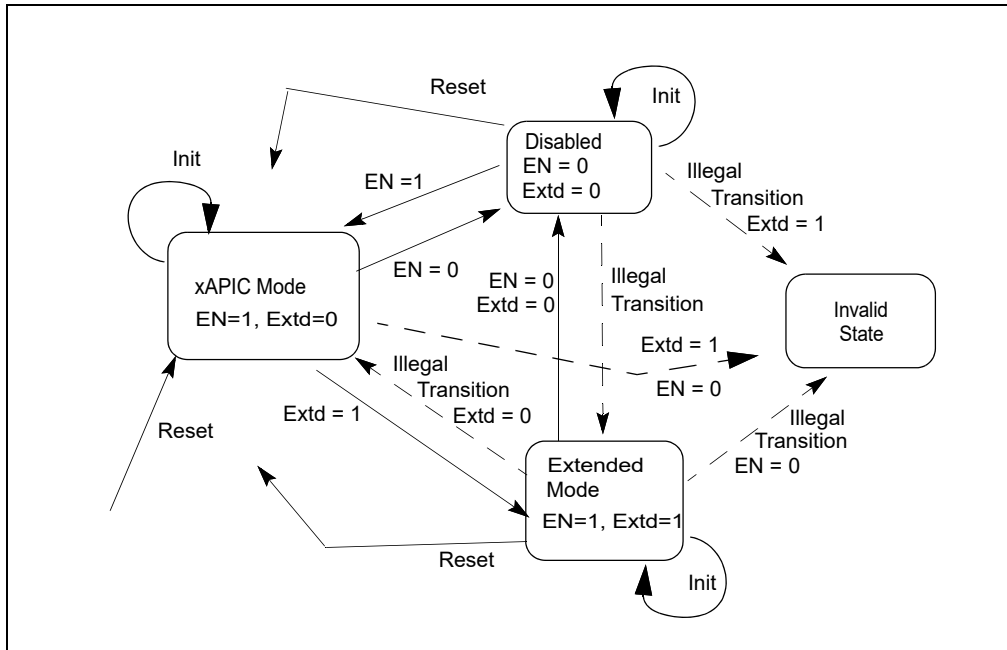 Reset
Init
Disabled
EN = 0
Extd = 0
Illegal
Transition
Extd = 1
Init
EN =1
EN = 0
xAPIC Mode
EN=1, Extd=0
EN = 0
Extd = 0
Illegal
Transition
Invalid
State
Extd = 1
EN = 0
Illegal
Transition
Extd = 0
Extd = 1
Reset
Illegal
Transition
EN = 0
Extended
Mode
EN=1, Extd=1
Reset
Init